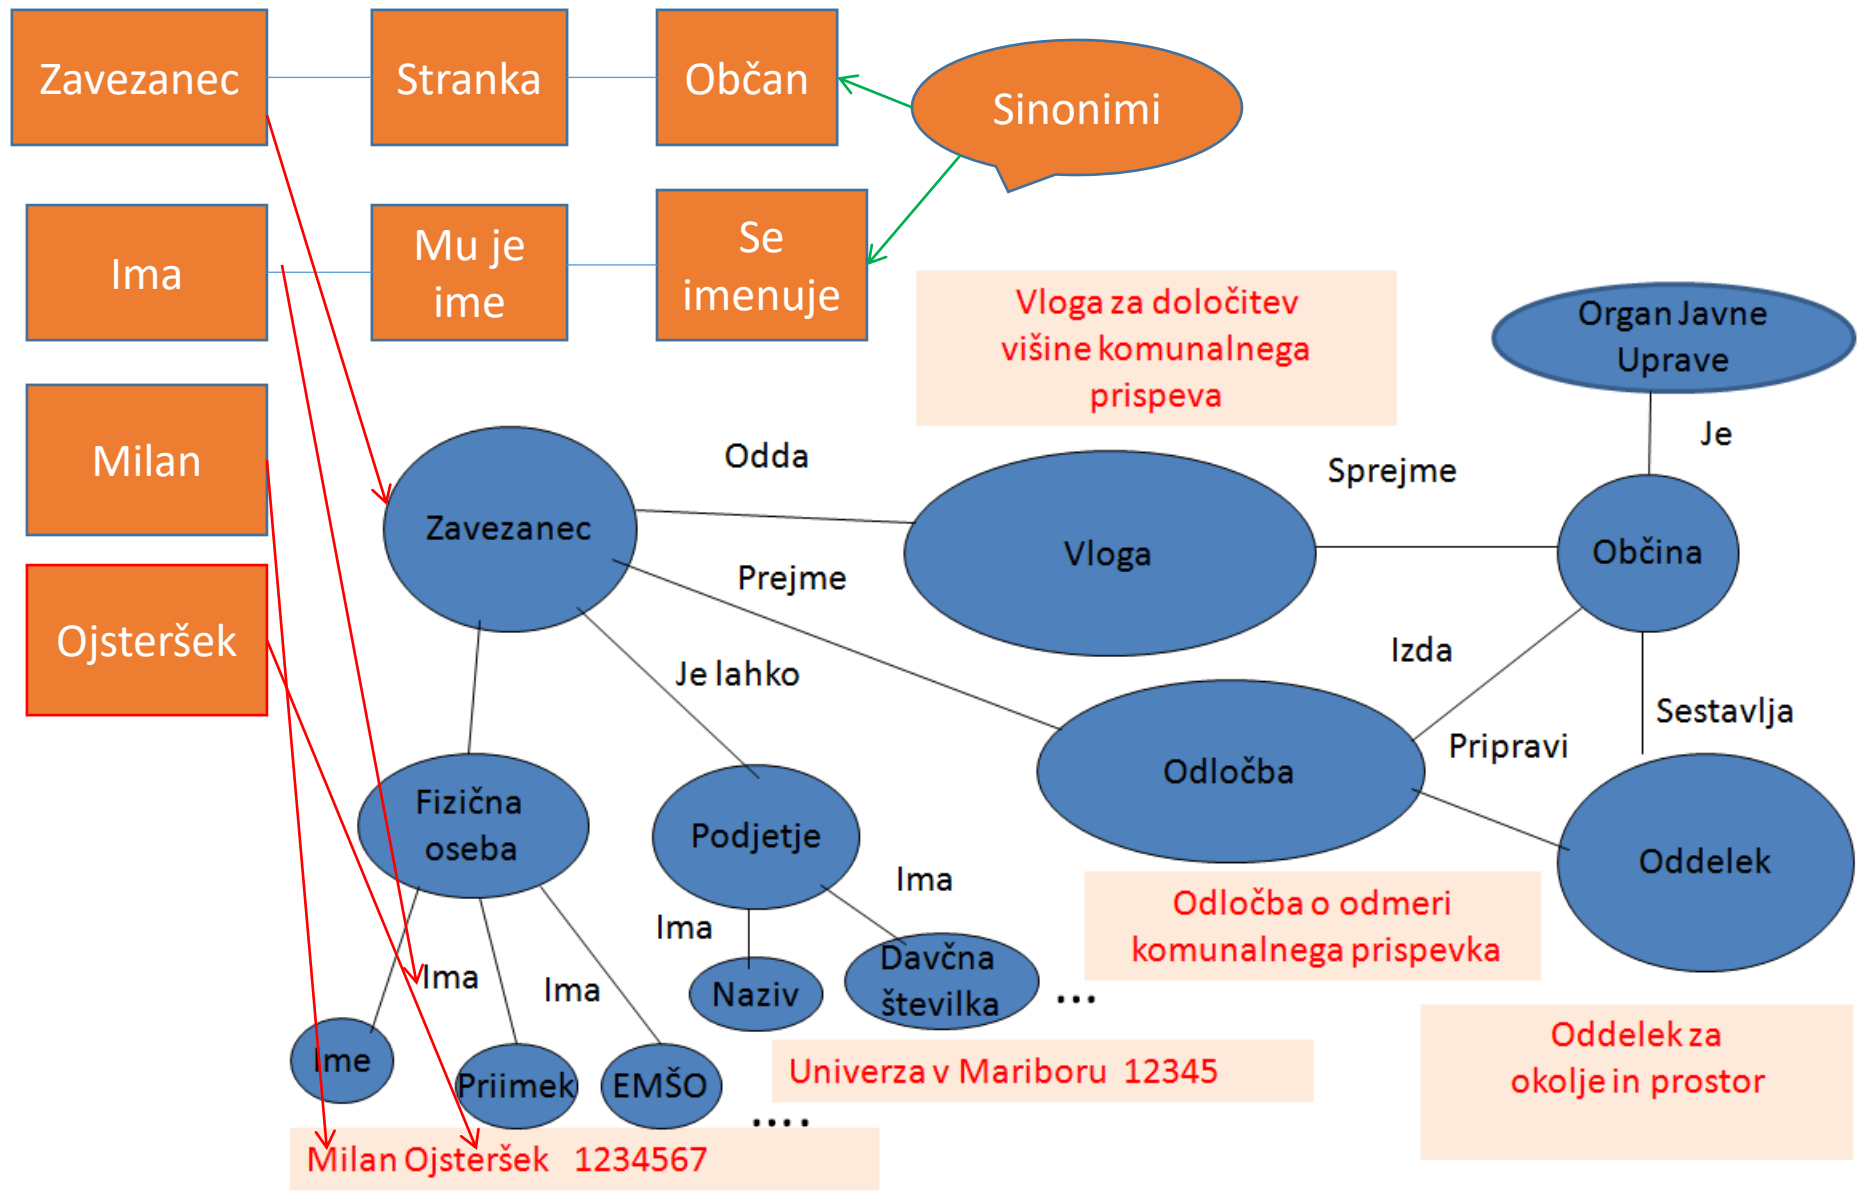 Zavezanec
Stranka
Občan
Sinonimi
Ima
Mu je
ime
Se
imenuje
Milan
Ojsteršek
Vloga za določitev
višine komunalnega
prispeva
Organ Javne
Uprave
Je
Odda
Sprejme
Zavezanec
Vloga
Občina
Prejme
Izda
Je lahko
Sestavlja
Pripravi
Odločba
Fizična
oseba
Podjetje
Oddelek
Ima
Ima
Odločba o odmeri
komunalnega prispevka
Ima
Ima
Naziv
Davčna
številka
...
Ime
Priimek
EMŠO
Univerza v Mariboru 12345
Oddelek za
okolje in prostor
....
Milan Ojsteršek 1234567